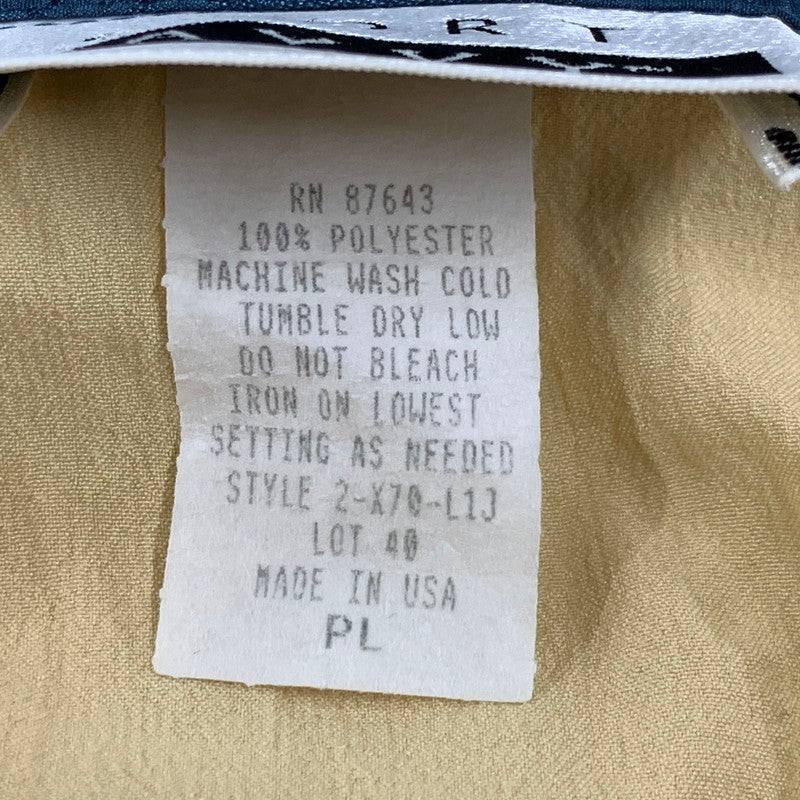 RN 87643
100% POLYESTER
MACHINE WASH COLD
TUMBLE DRY LOW
DO NOT BLEACH
IRON ON LOWEST
SETTING AS NEEDED
STYLE 2-X70-L1J
LOT 40
MADE IN USA
PL